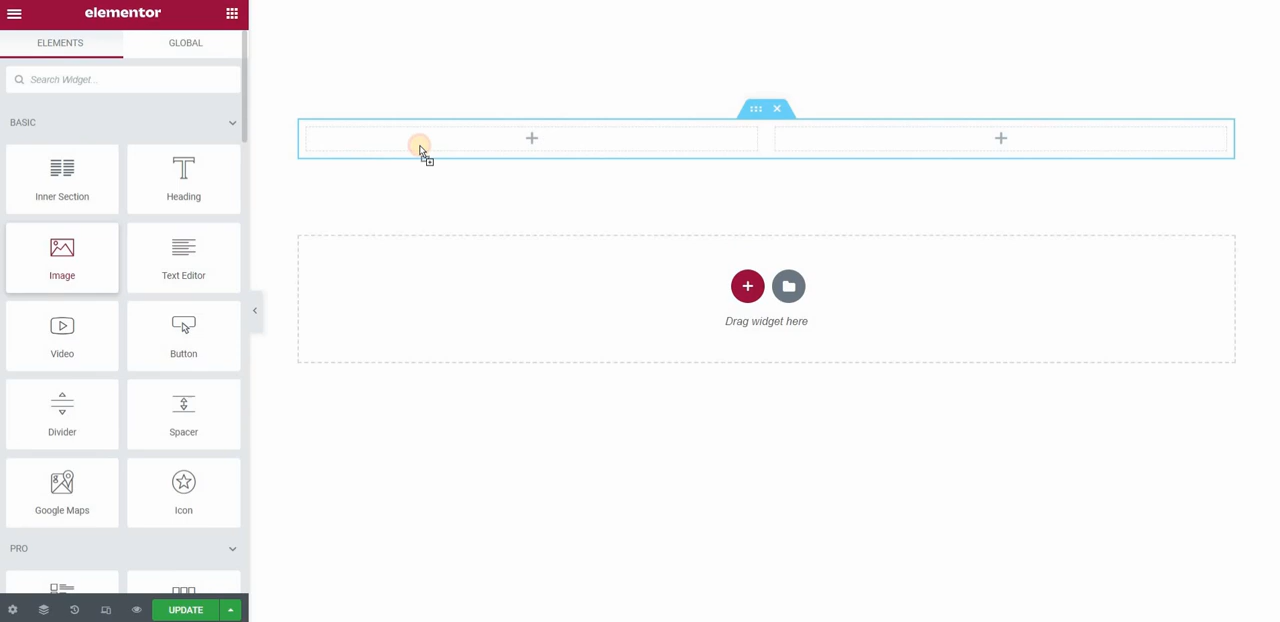 elementor
ELEMENTS GLOBAL
Search Widget...
BASIC
Inner Section Heading
Image Text Editor
Video Button
Divider Spacer
Google Maps Icon
PRO
UPDATE
Drag widget here